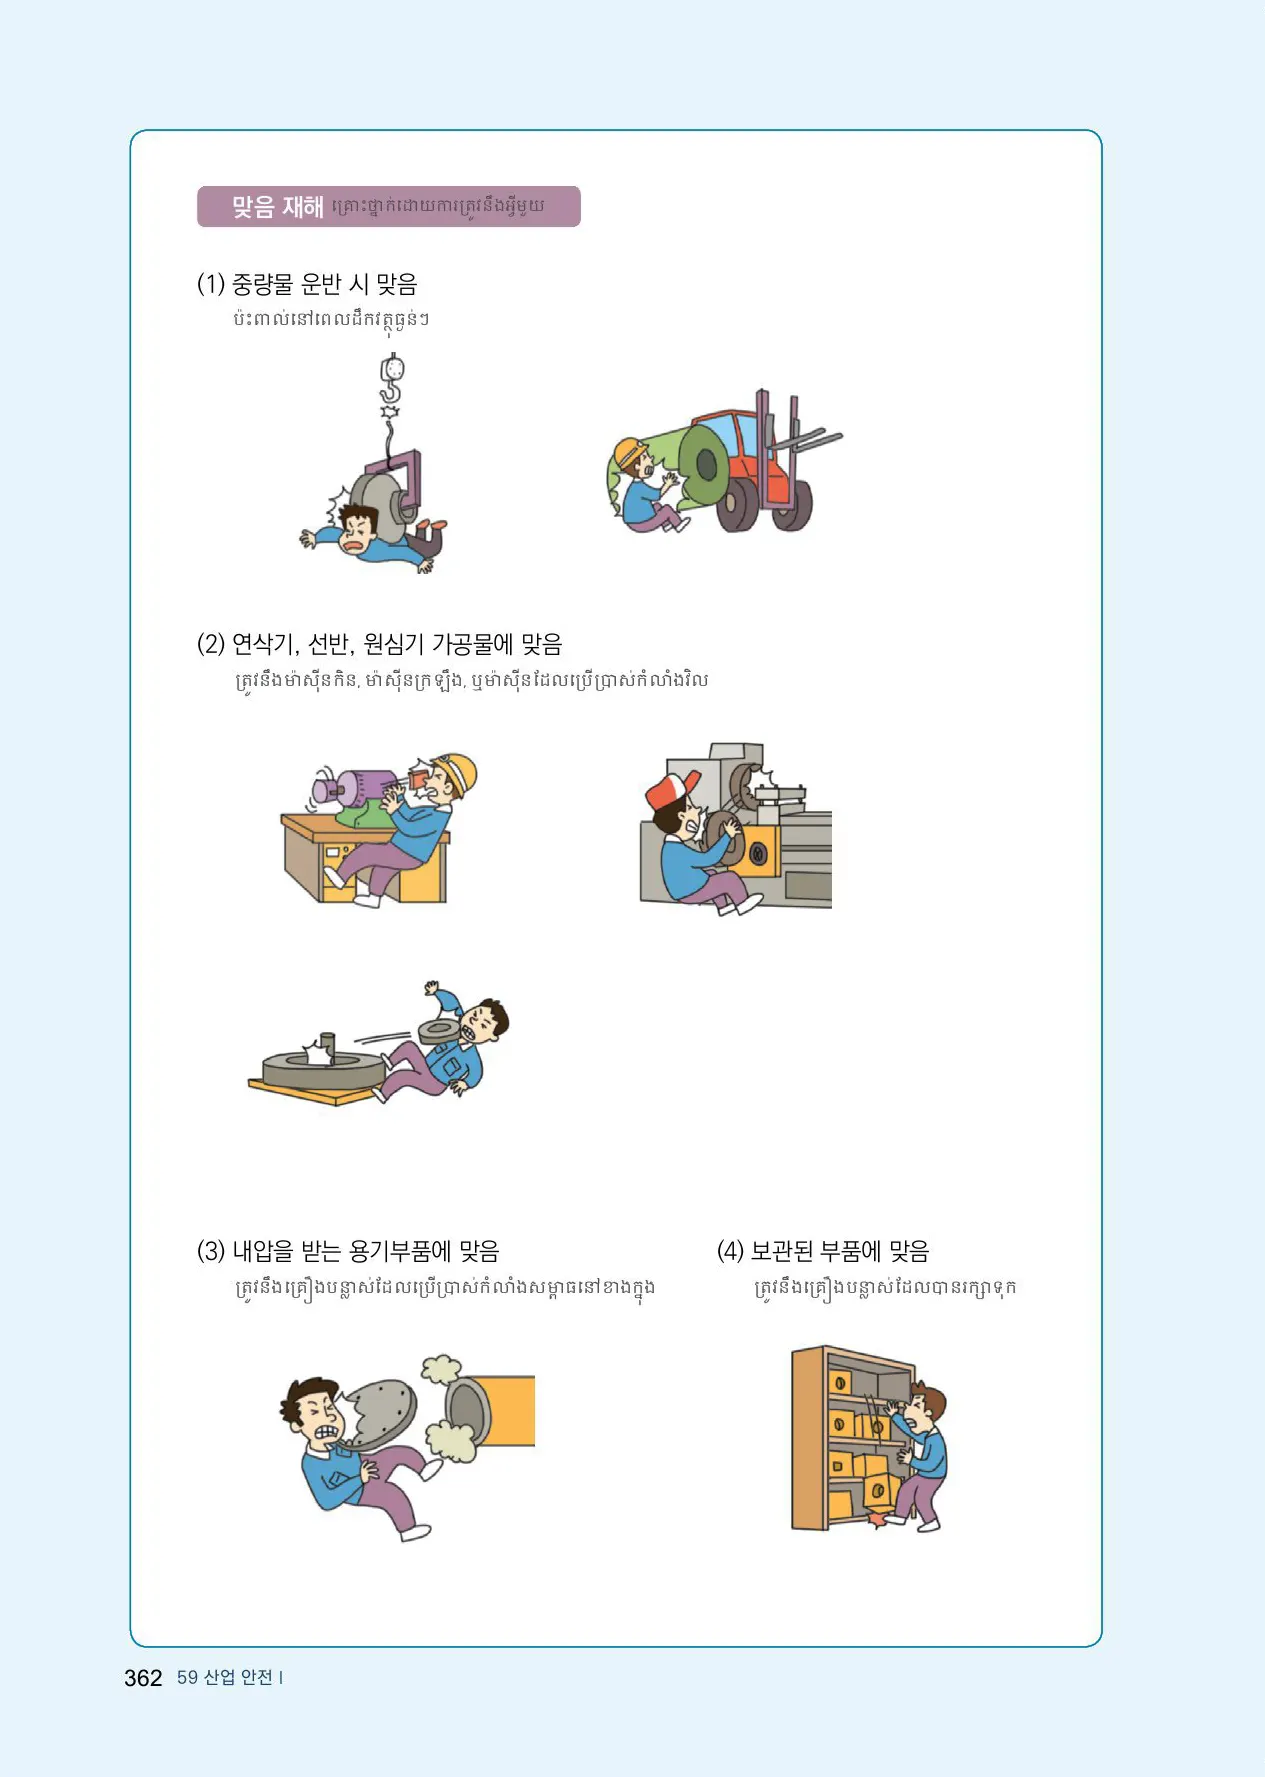 맞음 재해 គ្រោះថ្នាក់ដោយការត្រូវនឹងអ្វីមួយ
(1) 중량물 운반 시 맞음
ប៉ះពាល់នៅពេលដឹកវត្ថុធ្ងន់ៗ
(2) 연삭기, 선반, 원심기 가공물에 맞음
ត្រូវនឹងម៉ាស៊ីនកិន, ម៉ាស៊ីនក្រឡឹង, ឬម៉ាស៊ីនដែលប្រើប្រាស់កំលាំងវិល
(3) 내압을 받는 용기부품에 맞음
ត្រូវនឹងគ្រឿងបន្លាស់ដែលប្រើប្រាស់កំលាំងសម្ពាធនៅខាងក្នុង
(4) 보관된 부품에 맞음
ត្រូវនឹងគ្រឿងបន្លាស់ដែលបានរក្សាទុក
362 59 산업 안전 I